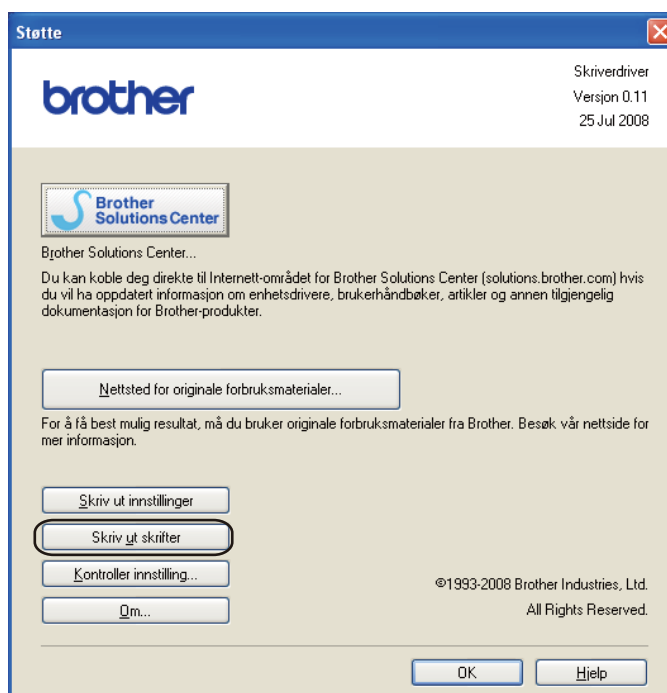 Støtte
brother
Skriverdriver
Versjon 0.11
25 Jul 2008
Brother
Solutions Center
Brother Solutions Center...
Du kan koble deg direkte til Internett-området for Brother Solutions Center (solutions.brother.com) hvis
du vil ha oppdatert informasjon om enhetsdrivere, brukerhåndbøker, artikler og annen tilgjengelig
dokumentasjon for Brother-produkter.
Nettsted for originale forbruksmaterialer...
For å få best mulig resultat, må du bruker originale forbruksmaterialer fra Brother. Besøk vår nettside for
mer informasjon.
Skriv ut innstillinger
Skriv ut skrifter
Kontroller innstilling...
Om...
©1993-2008 Brother Industries, Ltd.
All Rights Reserved.
OK
Hjelp